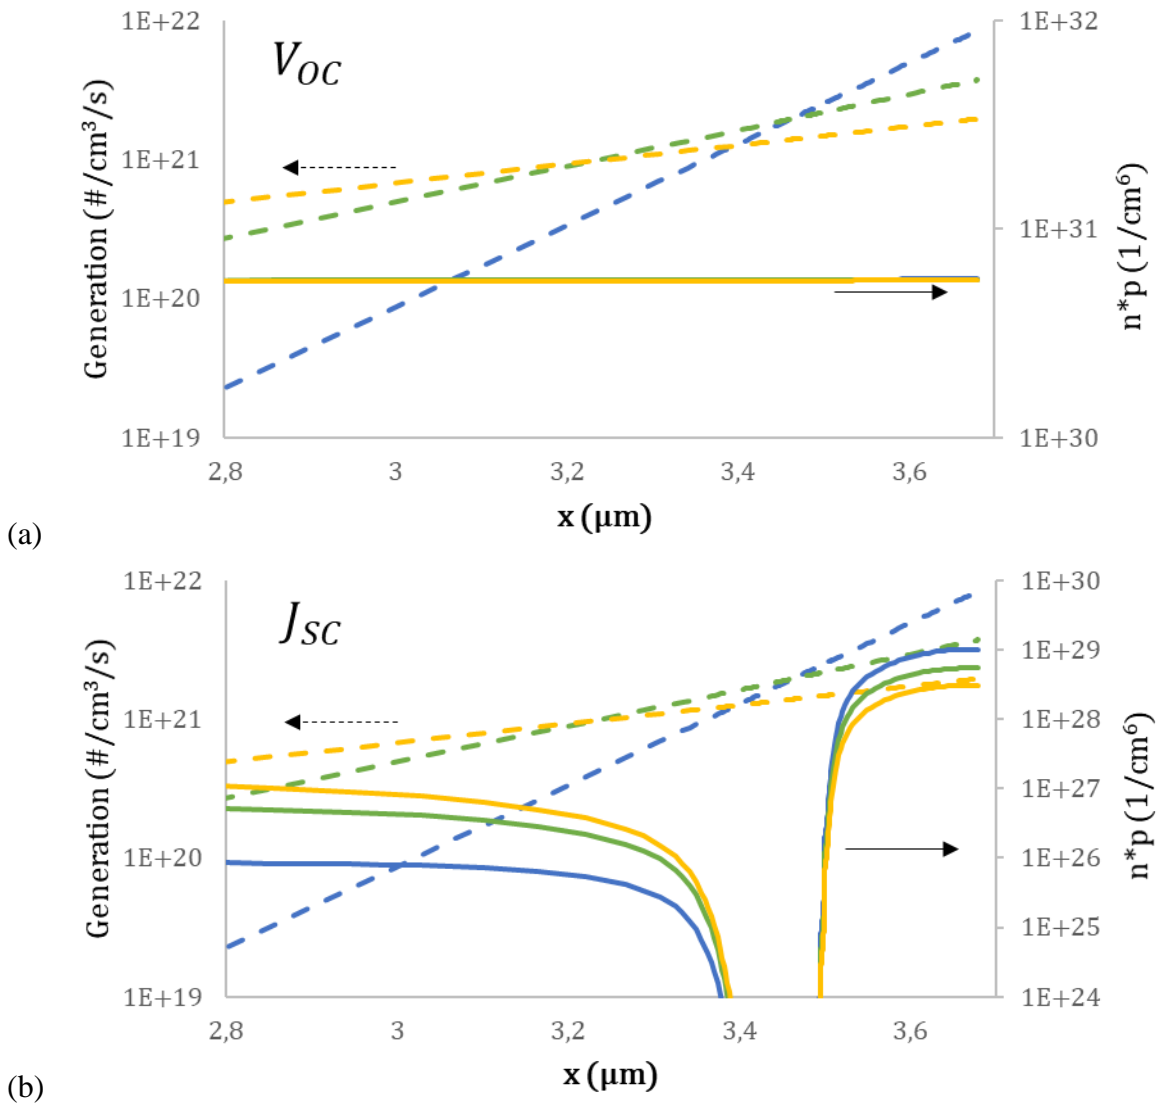 1E+22
1E+32
V_OC
Generation (#/cm³/s)
1E+21
1E+31
n*p (1/cm⁶)
1E+20
1E+19
1E+30
2,8 3 3,2 3,4 3,6
x (μm)
(a)
1E+22
1E+30
J_SC
1E+29
Generation (#/cm³/s)
1E+21
1E+28
n*p (1/cm⁶)
1E+27
1E+20
1E+26
1E+25
1E+19
1E+24
2,8 3 3,2 3,4 3,6
x (μm)
(b)